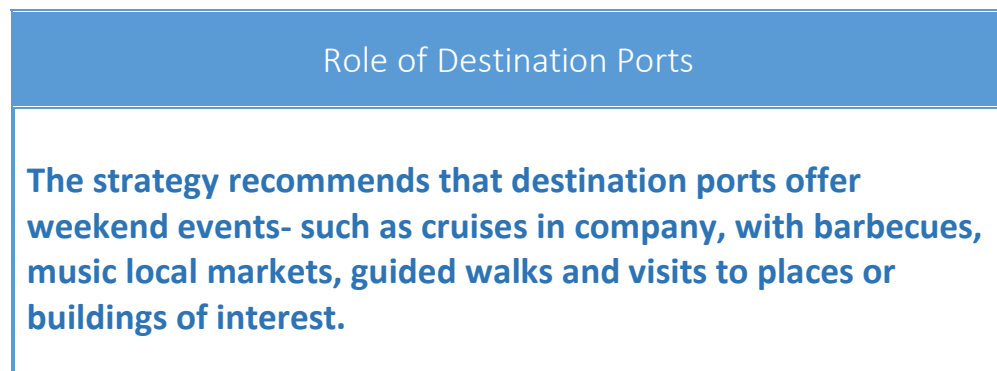 Role of Destination Ports
The strategy recommends that destination ports offer
weekend events- such as cruises in company, with barbecues,
music local markets, guided walks and visits to places or
buildings of interest.